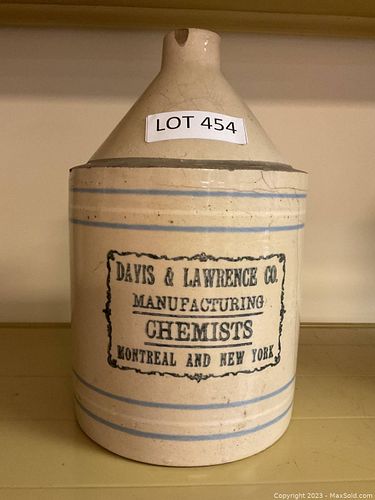 LOT 454
DAVIS & LAWRENCE CO.
MANUFACTURING
CHEMISTS
MONTREAL AND NEW YORK
Copyright 2023 - MaxSold.com